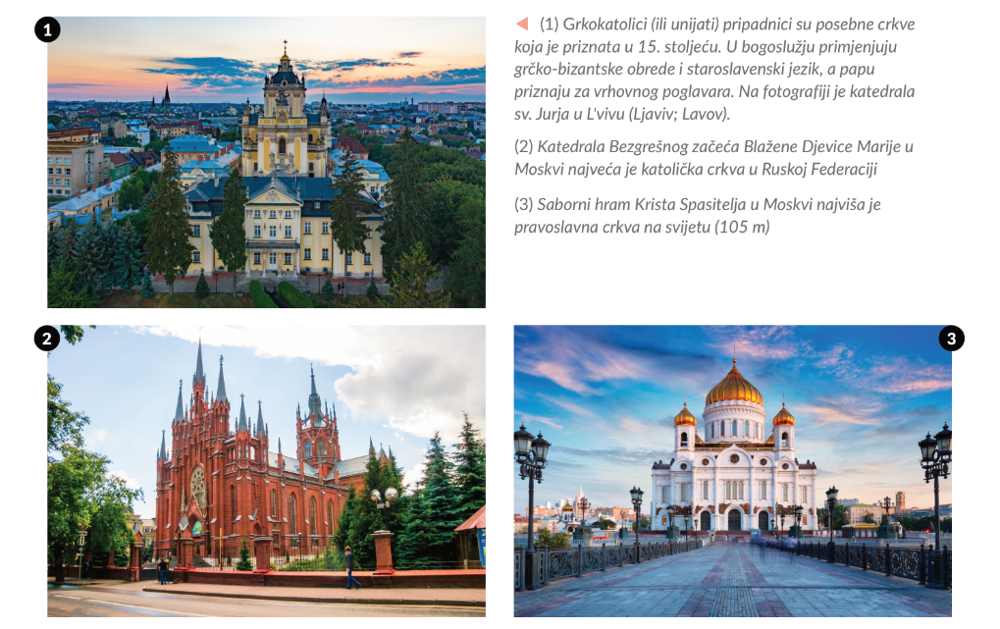 1
◀ (1) Grkokatolici (ili unijati) pripadnici su posebne crkve
koja je priznata u 15. stoljeću. U bogoslužju primjenjuju
grčko-bizantske obrede i staroslavenski jezik, a papu
priznaju za vrhovnog poglavara. Na fotografiji je katedrala
sv. Jurja u L'vivu (Ljaviv; Lavov).
(2) Katedrala Bezgrešnog začeća Blažene Djevice Marije u
Moskvi najveća je katolička crkva u Ruskoj Federaciji
(3) Saborni hram Krista Spasitelja u Moskvi najviša je
pravoslavna crkva na svijetu (105 m)
2
3